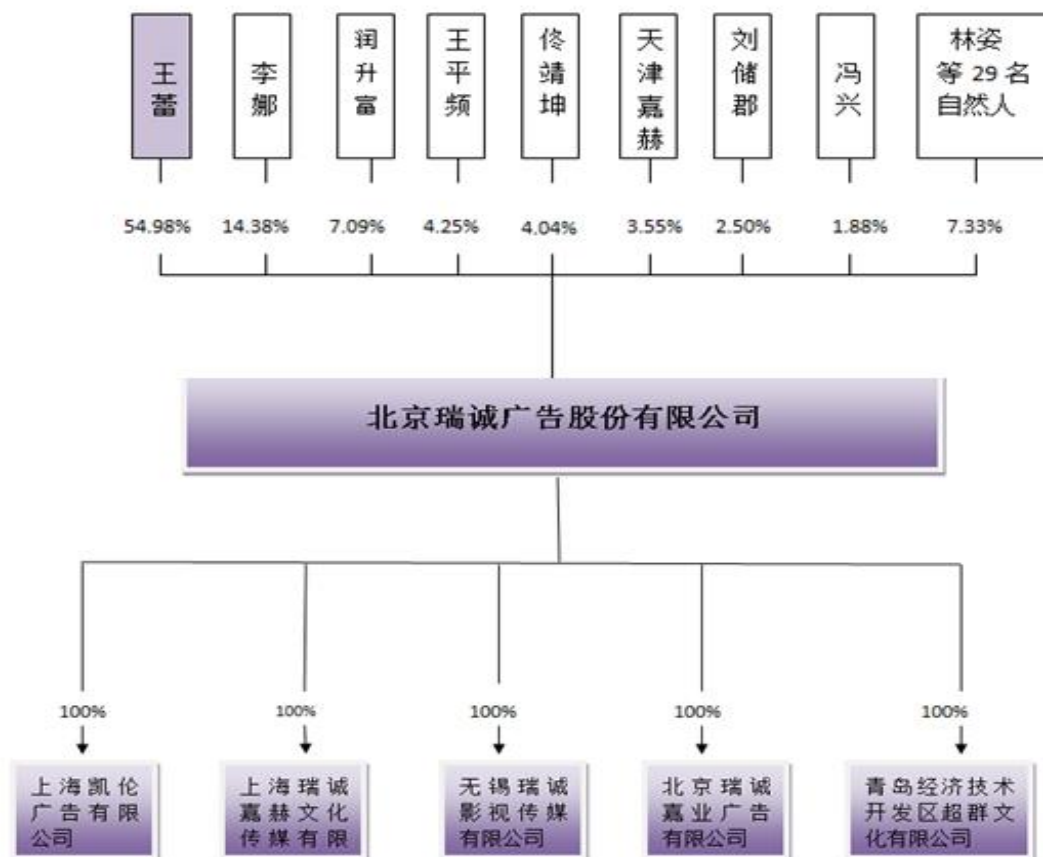 王蕾
李娜
润升富
王平频
佟靖坤
天津嘉赫
刘储郡
冯兴
林姿
等 29 名
自然人
54.98%
14.38%
7.09%
4.25%
4.04%
3.55%
2.50%
1.88%
7.33%
北京瑞诚广告股份有限公司
100%
100%
100%
100%
100%
上海凯伦
广告有限
公司
上海瑞诚
嘉赫文化
传媒有限
无锡瑞诚
影视传媒
有限公司
北京瑞诚
嘉业广告
有限公司
青岛经济技术
开发区超群文
化有限公司